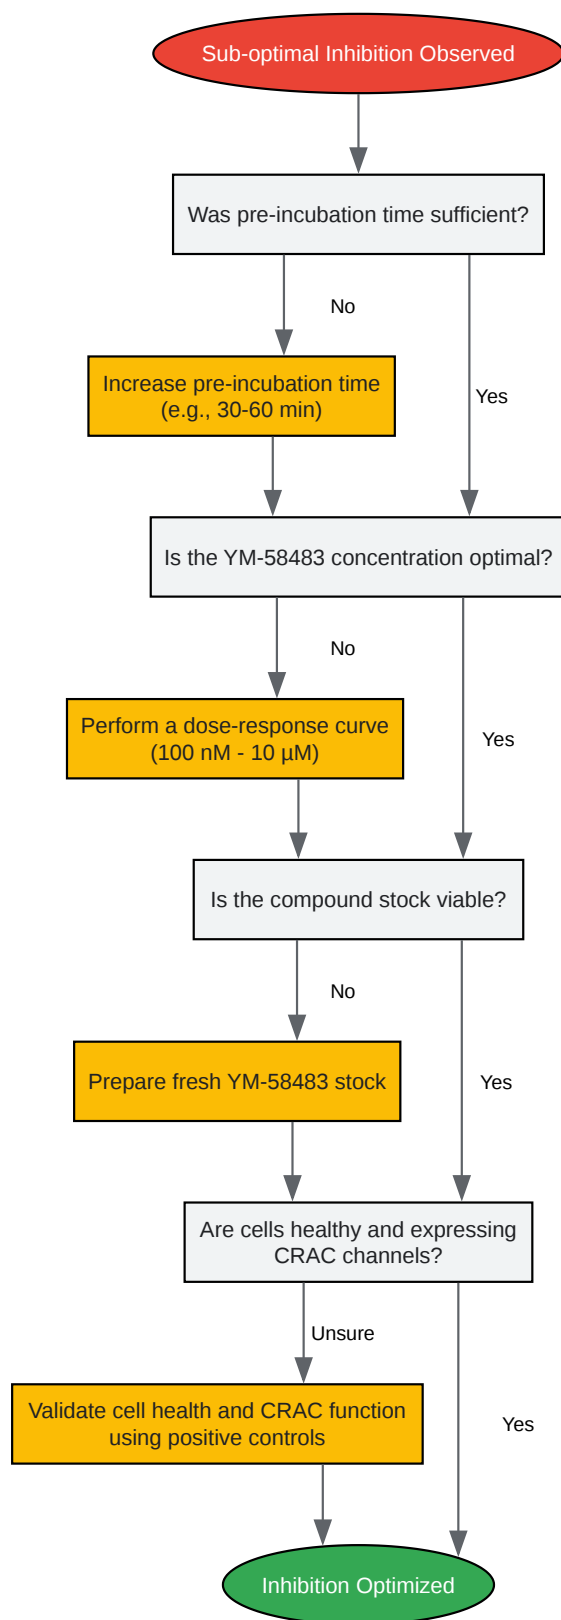 Sub-optimal Inhibition Observed
Was pre-incubation time sufficient?
No
Increase pre-incubation time
(e.g., 30-60 min)
Yes
Is the YM-58483 concentration optimal?
No
Perform a dose-response curve
(100 nM - 10 µM)
Yes
Is the compound stock viable?
No
Prepare fresh YM-58483 stock
Yes
Are cells healthy and expressing
CRAC channels?
Unsure
Validate cell health and CRAC function
using positive controls
Yes
Inhibition Optimized